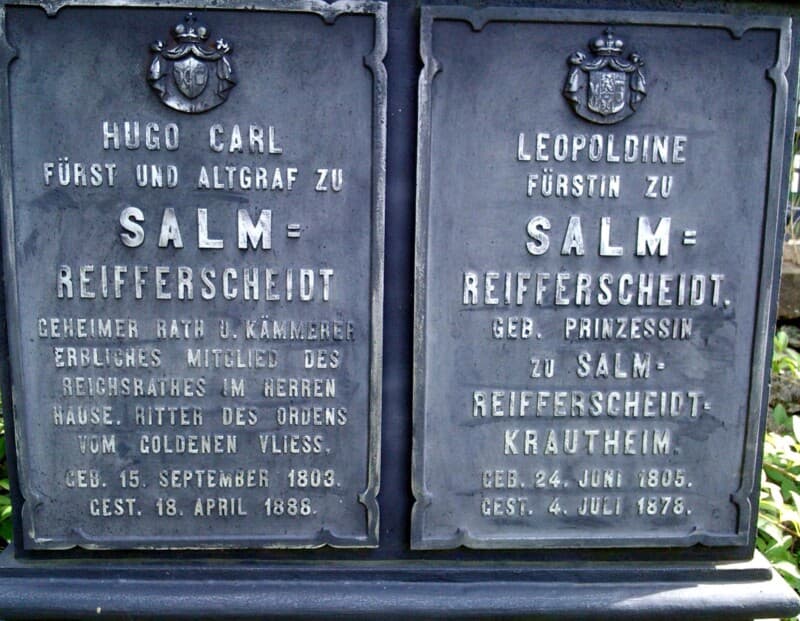 HUGO CARL
FÜRST UND ALTGRAF ZU
SALM=
REIFFERSCHEIDT
GEHEIMER RATH U. KÄMMERER
ERBLICHES MITGLIED DES
REICHSRATHES IM HERREN
HAUSE. RITTER DES ORDENS
VOM GOLDENEN VLIESS.
GEB. 15. SEPTEMBER 1803.
GEST. 18. APRIL 1888.
LEOPOLDINE
FÜRSTIN ZU
SALM=
REIFFERSCHEIDT.
GEB. PRINZESSIN
ZU SALM=
REIFFERSCHEIDT-
KRAUTHEIM.
GEB. 24. JUNI 1805.
GEST. 4. JULI 1878.